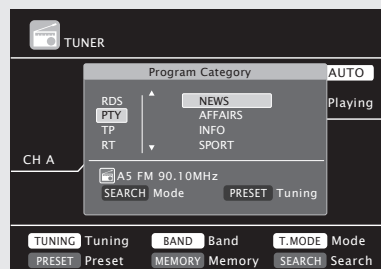 TUNER
Program Category
AUTO
RDS NEWS
PTY AFFAIRS
TP INFO
RT SPORT
Playing
CH A
A5 FM 90.10MHz
SEARCH Mode PRESET Tuning
TUNING Tuning BAND Band T.MODE Mode
PRESET Preset MEMORY Memory SEARCH Search